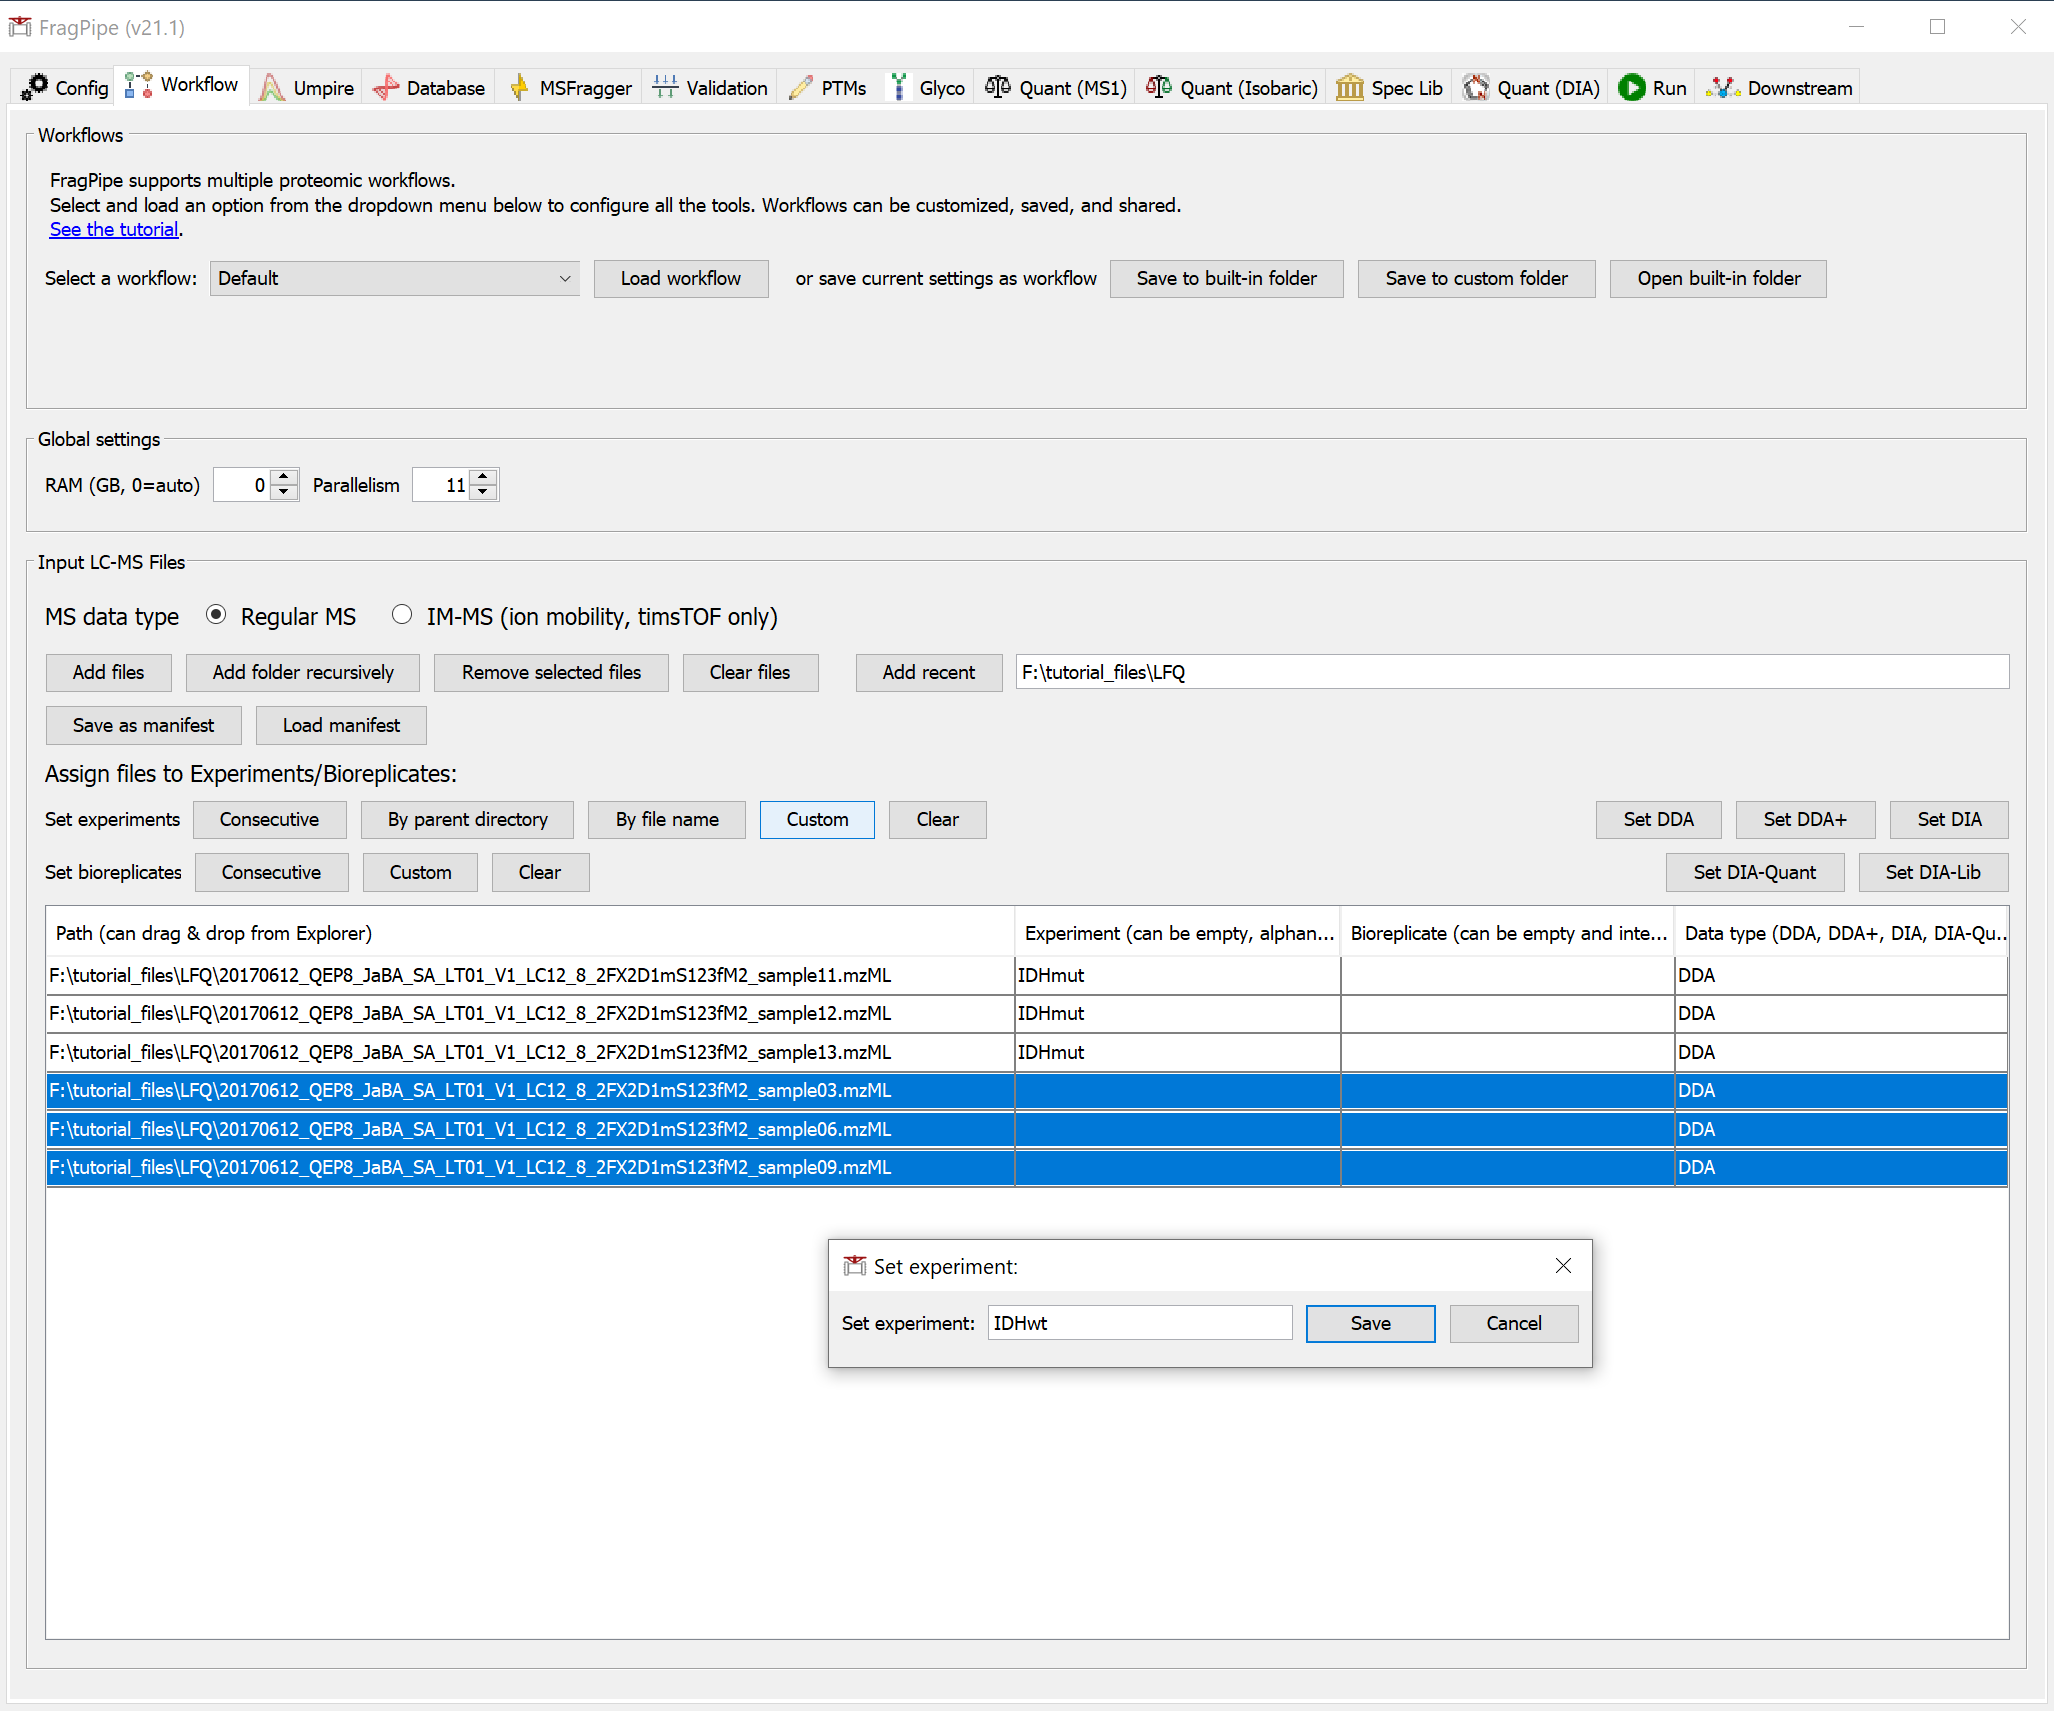 FragPipe (v21.1)
Config Workflow Umpire Database MSFragger Validation PTMs Glyco Quant (MS1) Quant (Isobaric) Spec Lib Quant (DIA) Run Downstream
Workflows
FragPipe supports multiple proteomic workflows.
Select and load an option from the dropdown menu below to configure all the tools. Workflows can be customized, saved, and shared.
See the tutorial.
Select a workflow: Default Load workflow or save current settings as workflow Save to built-in folder Save to custom folder Open built-in folder
Global settings
RAM (GB, 0=auto) 0 Parallelism 11
Input LC-MS Files
MS data type Regular MS IM-MS (ion mobility, timsTOF only)
Add files Add folder recursively Remove selected files Clear files Add recent F:\tutorial_files\LFQ
Save as manifest Load manifest
Assign files to Experiments/Bioreplicates:
Set experiments Consecutive By parent directory By file name Custom Clear Set DDA Set DDA+ Set DIA
Set bioreplicates Consecutive Custom Clear Set DIA-Quant Set DIA-Lib
Path (can drag & drop from Explorer) Experiment (can be empty, alphan... Bioreplicate (can be empty and inte... Data type (DDA, DDA+, DIA, DIA-Qu...
F:\tutorial_files\LFQ\20170612_QEP8_JaBA_SA_LT01_V1_LC12_8_2FX2D1mS123fM2_sample11.mzML IDHmut DDA
F:\tutorial_files\LFQ\20170612_QEP8_JaBA_SA_LT01_V1_LC12_8_2FX2D1mS123fM2_sample12.mzML IDHmut DDA
F:\tutorial_files\LFQ\20170612_QEP8_JaBA_SA_LT01_V1_LC12_8_2FX2D1mS123fM2_sample13.mzML IDHmut DDA
F:\tutorial_files\LFQ\20170612_QEP8_JaBA_SA_LT01_V1_LC12_8_2FX2D1mS123fM2_sample03.mzML DDA
F:\tutorial_files\LFQ\20170612_QEP8_JaBA_SA_LT01_V1_LC12_8_2FX2D1mS123fM2_sample06.mzML DDA
F:\tutorial_files\LFQ\20170612_QEP8_JaBA_SA_LT01_V1_LC12_8_2FX2D1mS123fM2_sample09.mzML DDA
Set experiment:
Set experiment: IDHwt Save Cancel